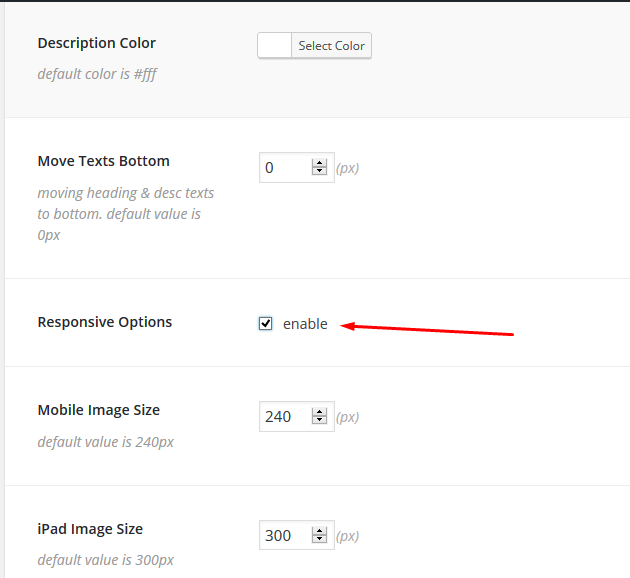 Description Color
Select Color
default color is #fff
Move Texts Bottom
0 (px)
moving heading & desc texts
to bottom. default value is
0px
Responsive Options
enable
Mobile Image Size
240 (px)
default value is 240px
iPad Image Size
300 (px)
default value is 300px